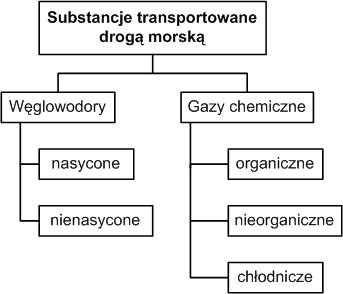 Substancje transportowane
drogą morską
Węglowodory
Gazy chemiczne
nasycone
organiczne
nienasycone
nieorganiczne
chłodnicze